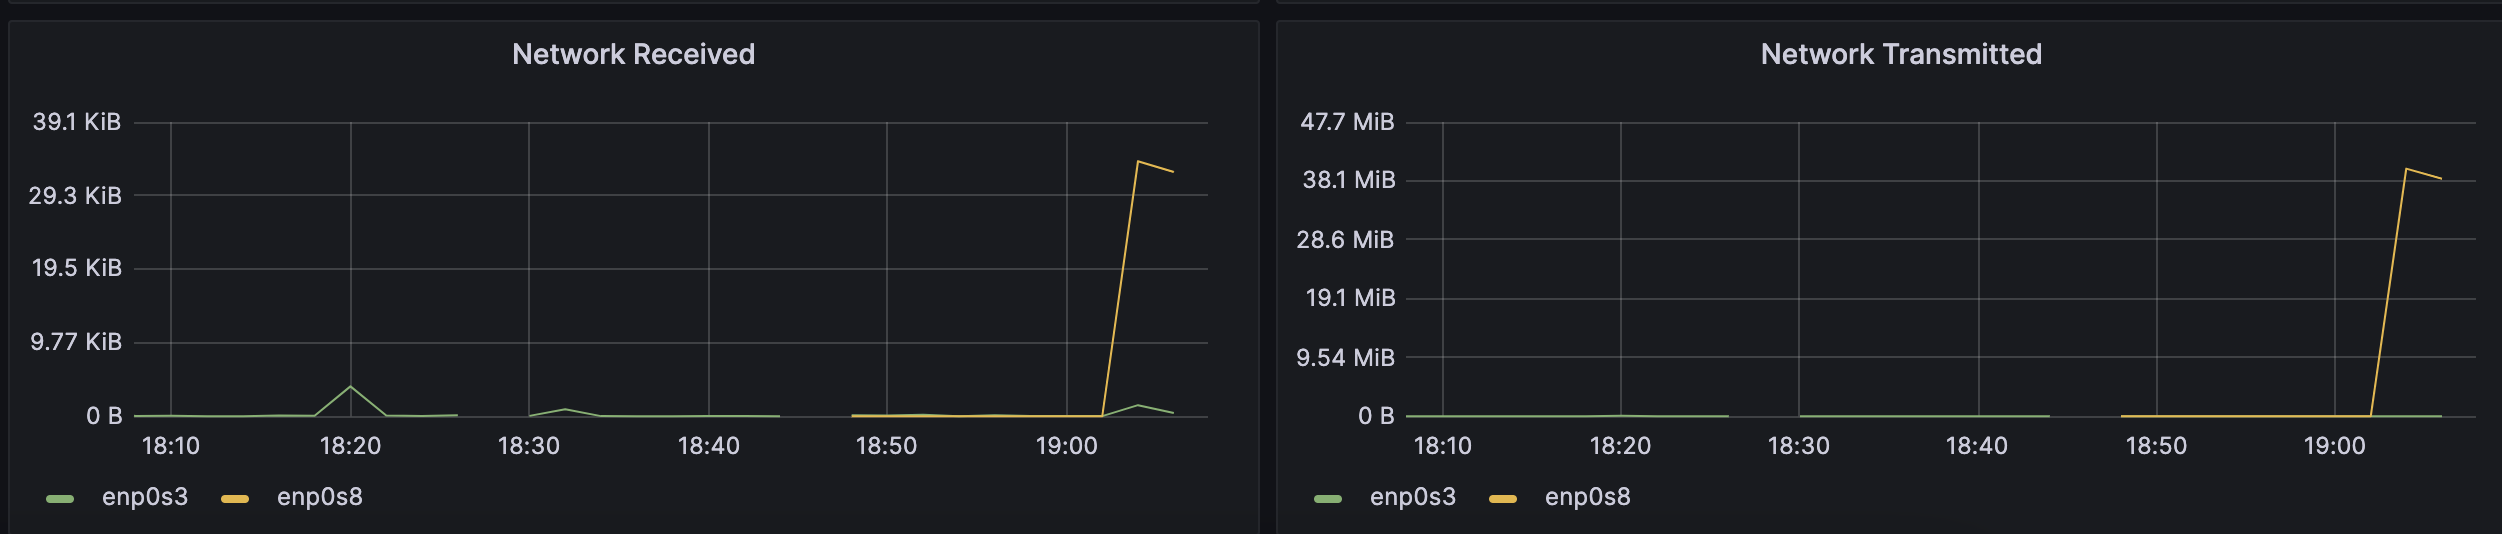 Network Received
39.1 KiB
29.3 KiB
19.5 KiB
9.77 KiB
0 B
18:10 18:20 18:30 18:40 18:50 19:00
enp0s3 enp0s8
Network Transmitted
47.7 MiB
38.1 MiB
28.6 MiB
19.1 MiB
9.54 MiB
0 B
18:10 18:20 18:30 18:40 18:50 19:00
enp0s3 enp0s8